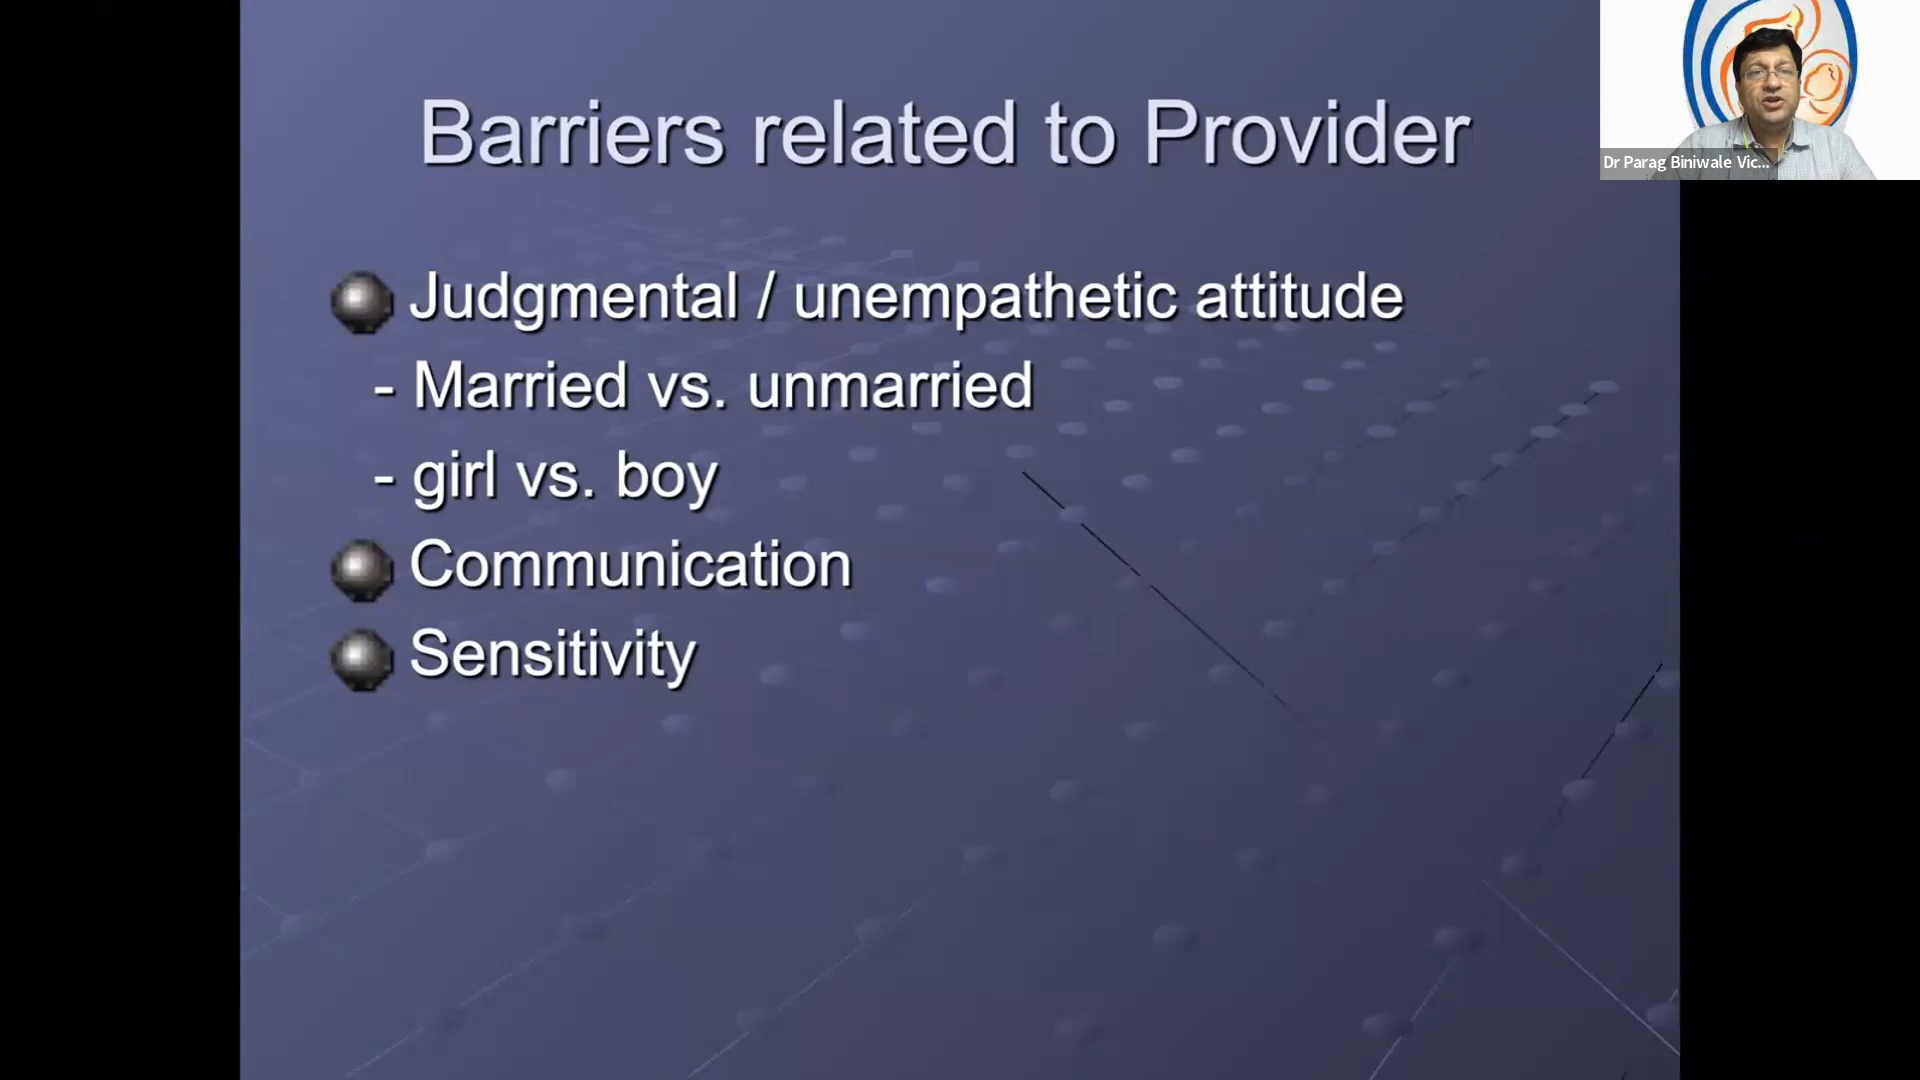 Barriers related to Provider
Dr Parag Biniwale Vic...
Judgmental / unempathetic attitude
- Married vs. unmarried
- girl vs. boy
Communication
Sensitivity